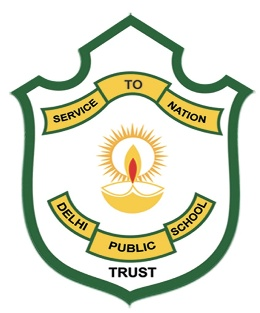 SERVICE TO NATION
DELHI PUBLIC SCHOOL
TRUST